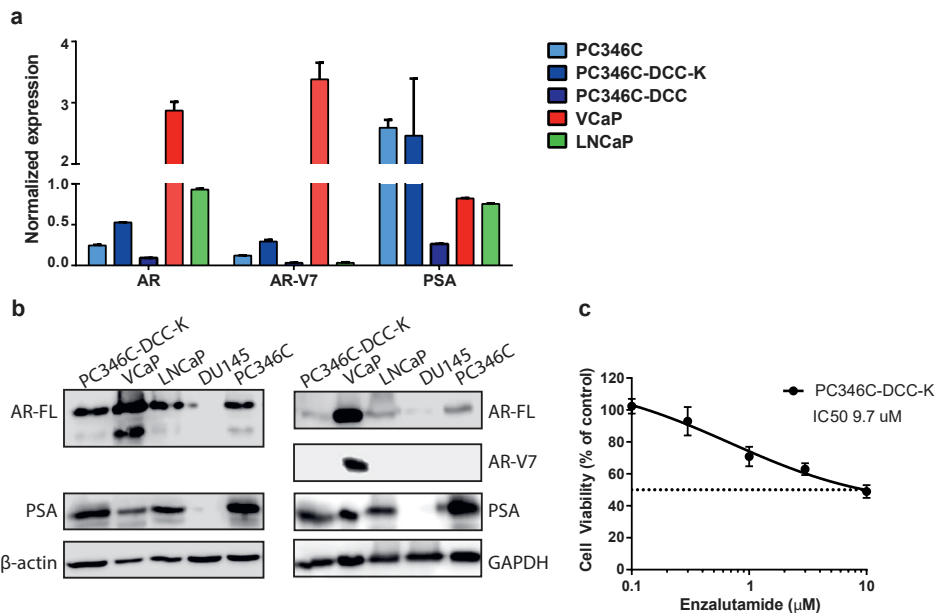 a
4
3
2
1.0
0.5
0.0
Normalized expression
AR
AR-V7
PSA
PC346C
PC346C-DCC-K
PC346C-DCC
VCaP
LNCaP
b
PC346C-DCC-K
VCaP
LNCaP
DU145
PC346C
AR-FL
PSA
β-actin
PC346C-DCC-K
VCaP
LNCaP
DU145
PC346C
AR-FL
AR-V7
PSA
GAPDH
c
120
100
80
60
40
20
0
Cell Viability (% of control)
0.1
1
10
Enzalutamide (μM)
PC346C-DCC-K
IC50 9.7 uM